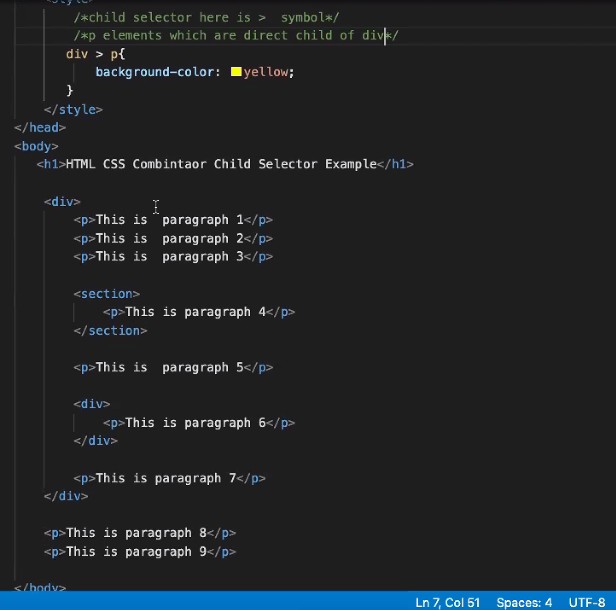 <style>
/*child selector here is >  symbol*/
/*p elements which are direct child of div*/
div > p{
background-color: yellow;
}
</style>
</head>
<body>
<h1>HTML CSS Combintaor Child Selector Example</h1>
<div>
<p>This is  paragraph 1</p>
<p>This is  paragraph 2</p>
<p>This is  paragraph 3</p>
<section>
<p>This is paragraph 4</p>
</section>
<p>This is  paragraph 5</p>
<div>
<p>This is paragraph 6</p>
</div>
<p>This is paragraph 7</p>
</div>
<p>This is paragraph 8</p>
<p>This is paragraph 9</p>
</body>
Ln 7, Col 51 Spaces: 4 UTF-8